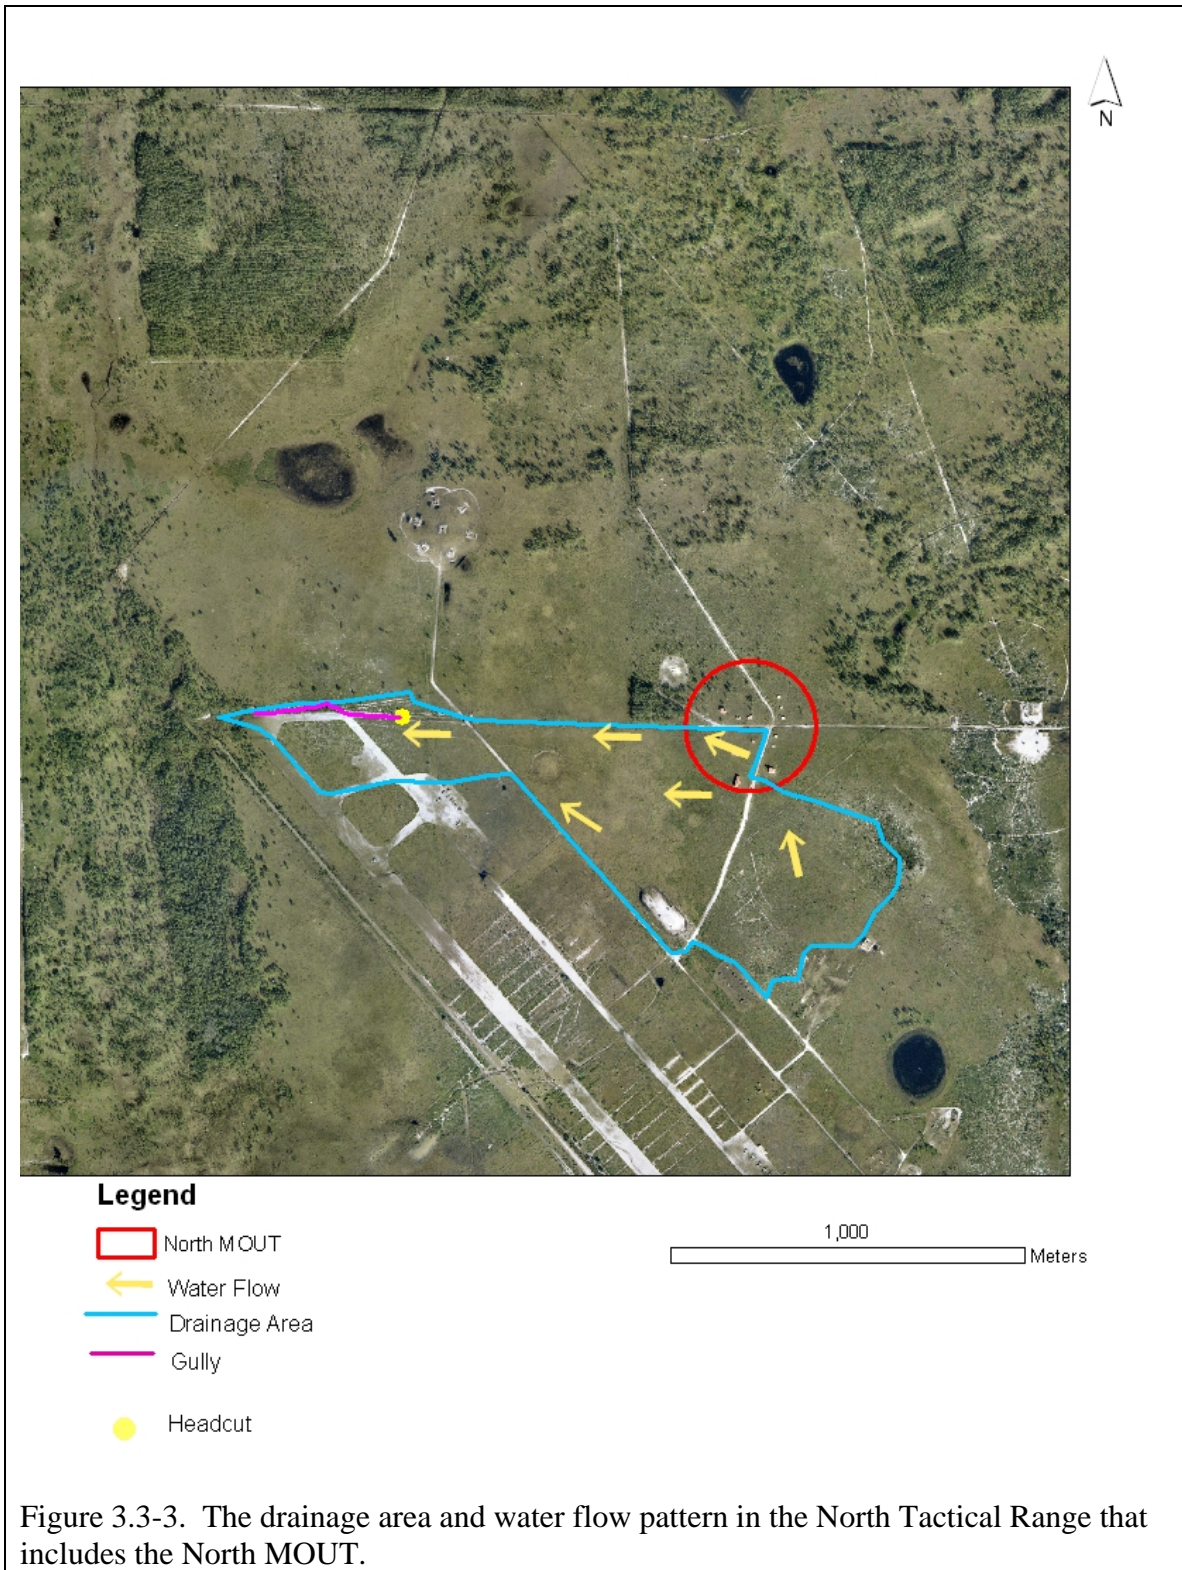 N
Legend
North MOUT
Water Flow
Drainage Area
Gully
Headcut
1,000
Meters
Figure 3.3-3.  The drainage area and water flow pattern in the North Tactical Range that
includes the North MOUT.